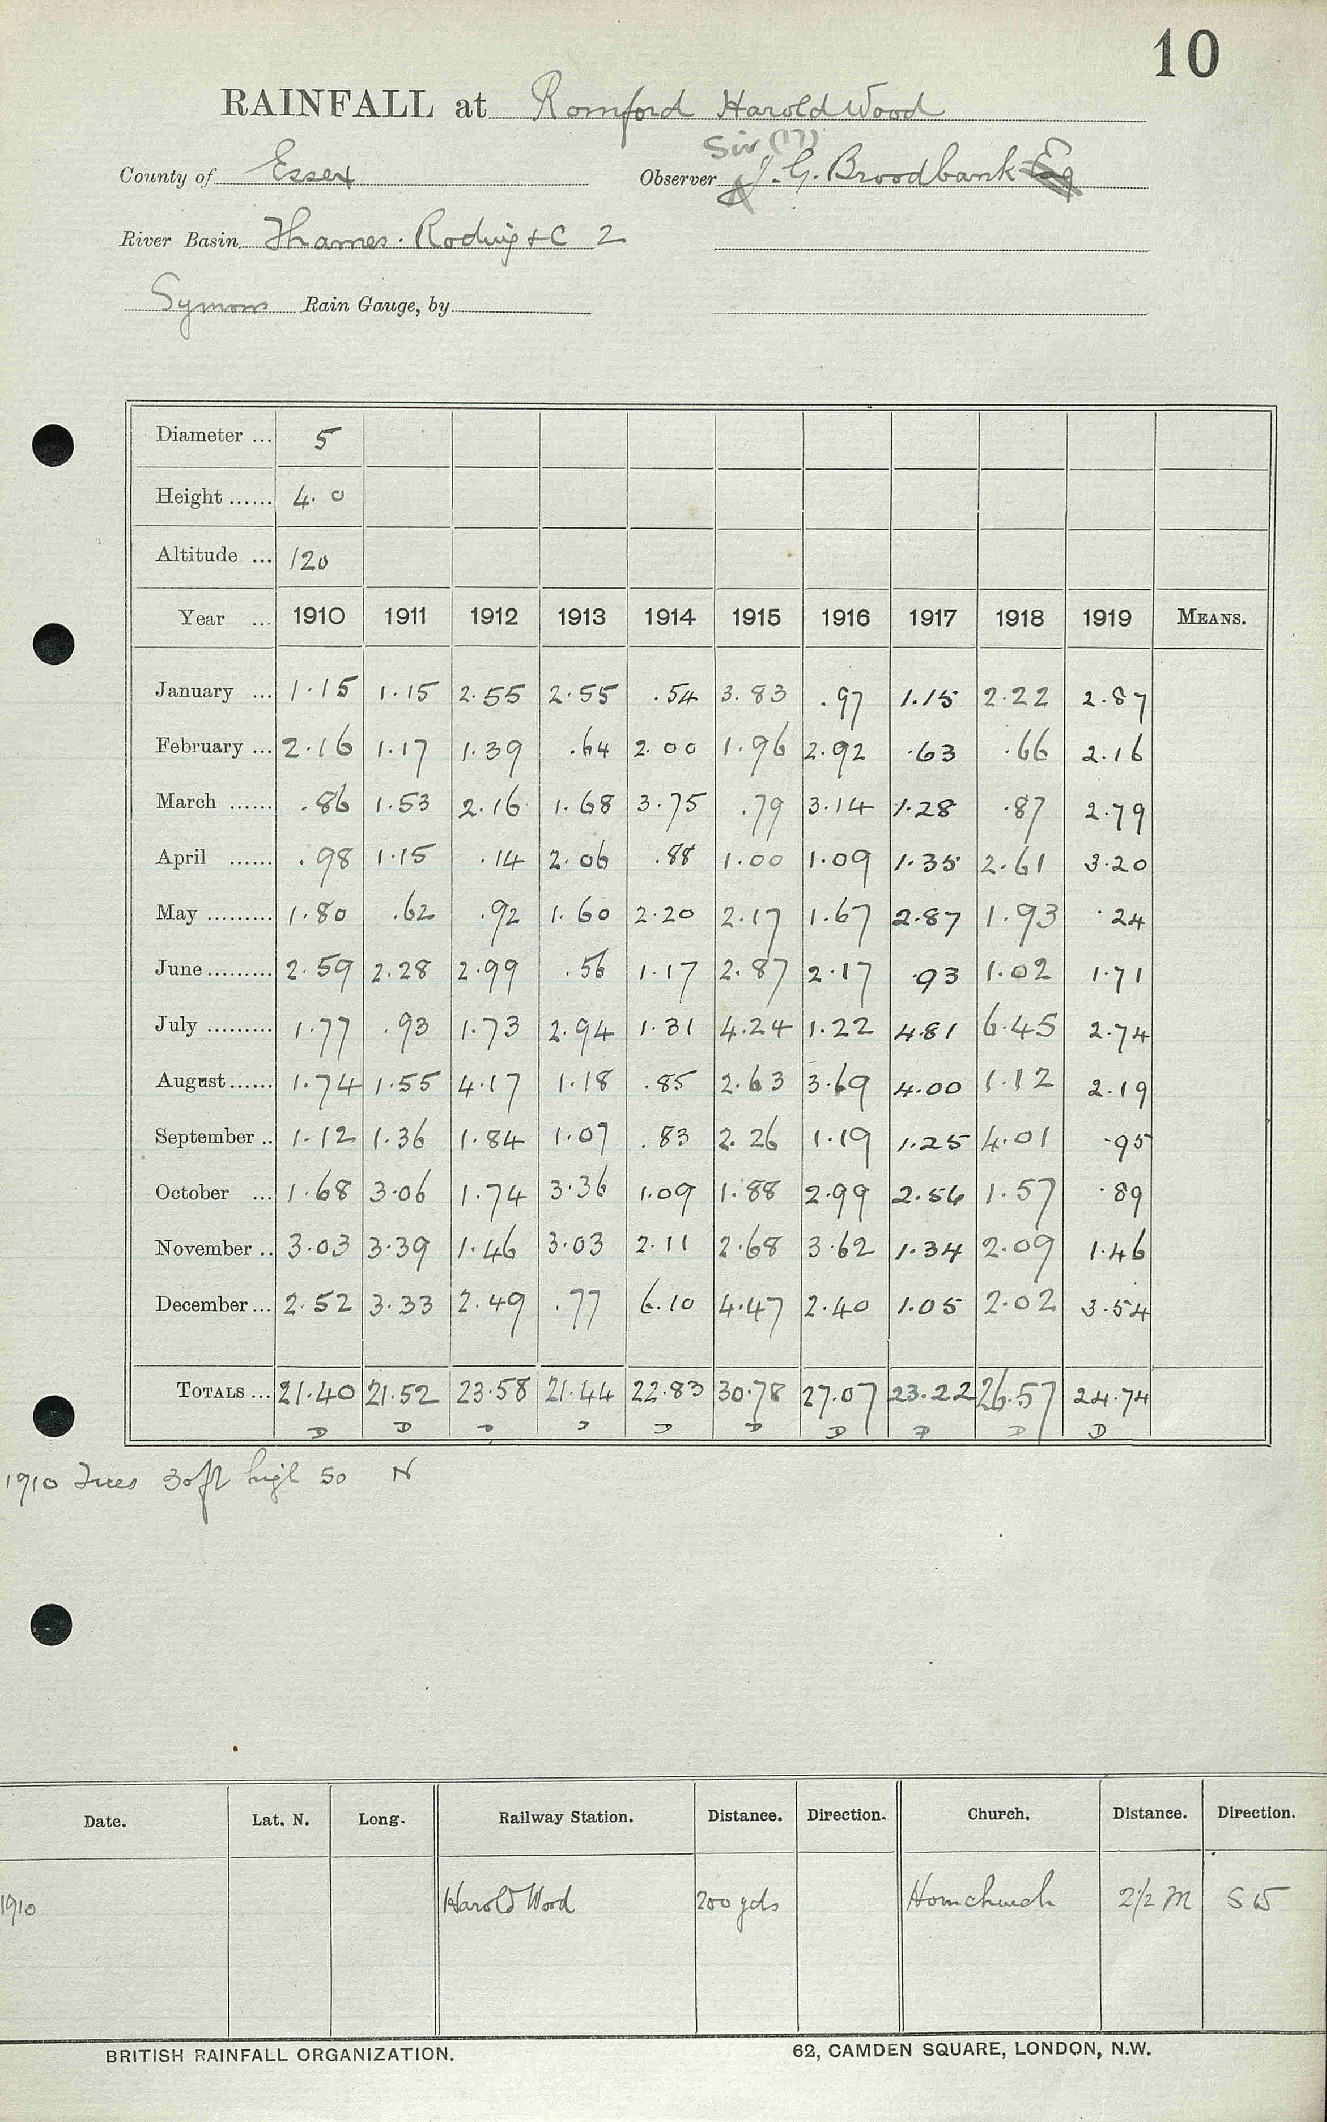 10
RAINFALL at Romford Harold Wood
Sir (17)
County of Essex Observer J. G. Broodbank Esq
River Basin Thames. Roding &c 2
Symons Rain Gauge, by
Diameter ... 5
Height ...... 4.0
Altitude ... 120
Year ... 1910 1911 1912 1913 1914 1915 1916 1917 1918 1919 MEANS.
January ... 1.15 1.15 2.55 2.55 .54 3.83 .97 1.15 2.22 2.87
February ... 2.16 1.17 1.39 .64 2.00 1.96 2.92 .63 .66 2.16
March ...... .86 1.53 2.16 1.68 3.75 .79 3.14 1.28 .87 2.79
April ...... .98 1.15 .14 2.06 .88 1.00 1.09 1.35 2.61 3.20
May ......... 1.80 .62 .92 1.60 2.20 2.17 1.67 2.87 1.93 .24
June ......... 2.59 2.28 2.99 .56 1.17 2.87 2.17 .93 1.02 1.71
July ......... 1.77 .93 1.73 2.94 1.31 4.24 1.22 4.81 6.45 2.74
August...... 1.74 1.55 4.17 1.18 .85 2.63 3.69 4.00 1.12 2.19
September .. 1.12 1.36 1.84 1.07 .83 2.26 1.19 1.25 4.01 .95
October ... 1.68 3.06 1.74 3.36 1.09 1.88 2.99 2.56 1.57 .89
November .. 3.03 3.39 1.46 3.03 2.11 2.68 3.62 1.34 2.09 1.46
December ... 2.52 3.33 2.49 .77 6.10 4.47 2.40 1.05 2.02 3.54
TOTALS ... 21.40 21.52 23.58 21.44 22.83 30.78 27.07 23.22 26.57 24.74
D D D D D D D D D D
1910 Trees 30ft high 50 N
Date. Lat. N. Long. Railway Station. Distance. Direction. Church. Distance. Direction.
1910 Harold Wood 200 yds Hornchurch 2½ M SW
BRITISH RAINFALL ORGANIZATION. 62, CAMDEN SQUARE, LONDON, N.W.